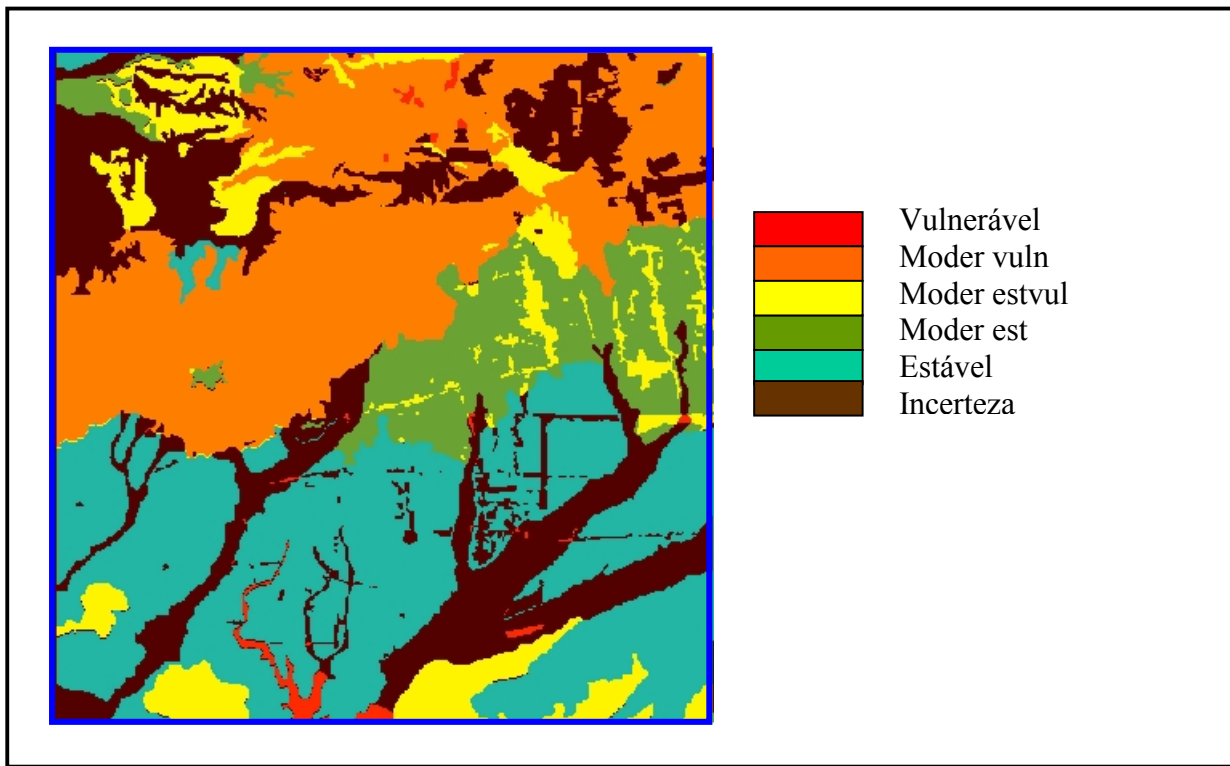 Vulnerável
Moder vuln
Moder estvul
Moder est
Estável
Incerteza